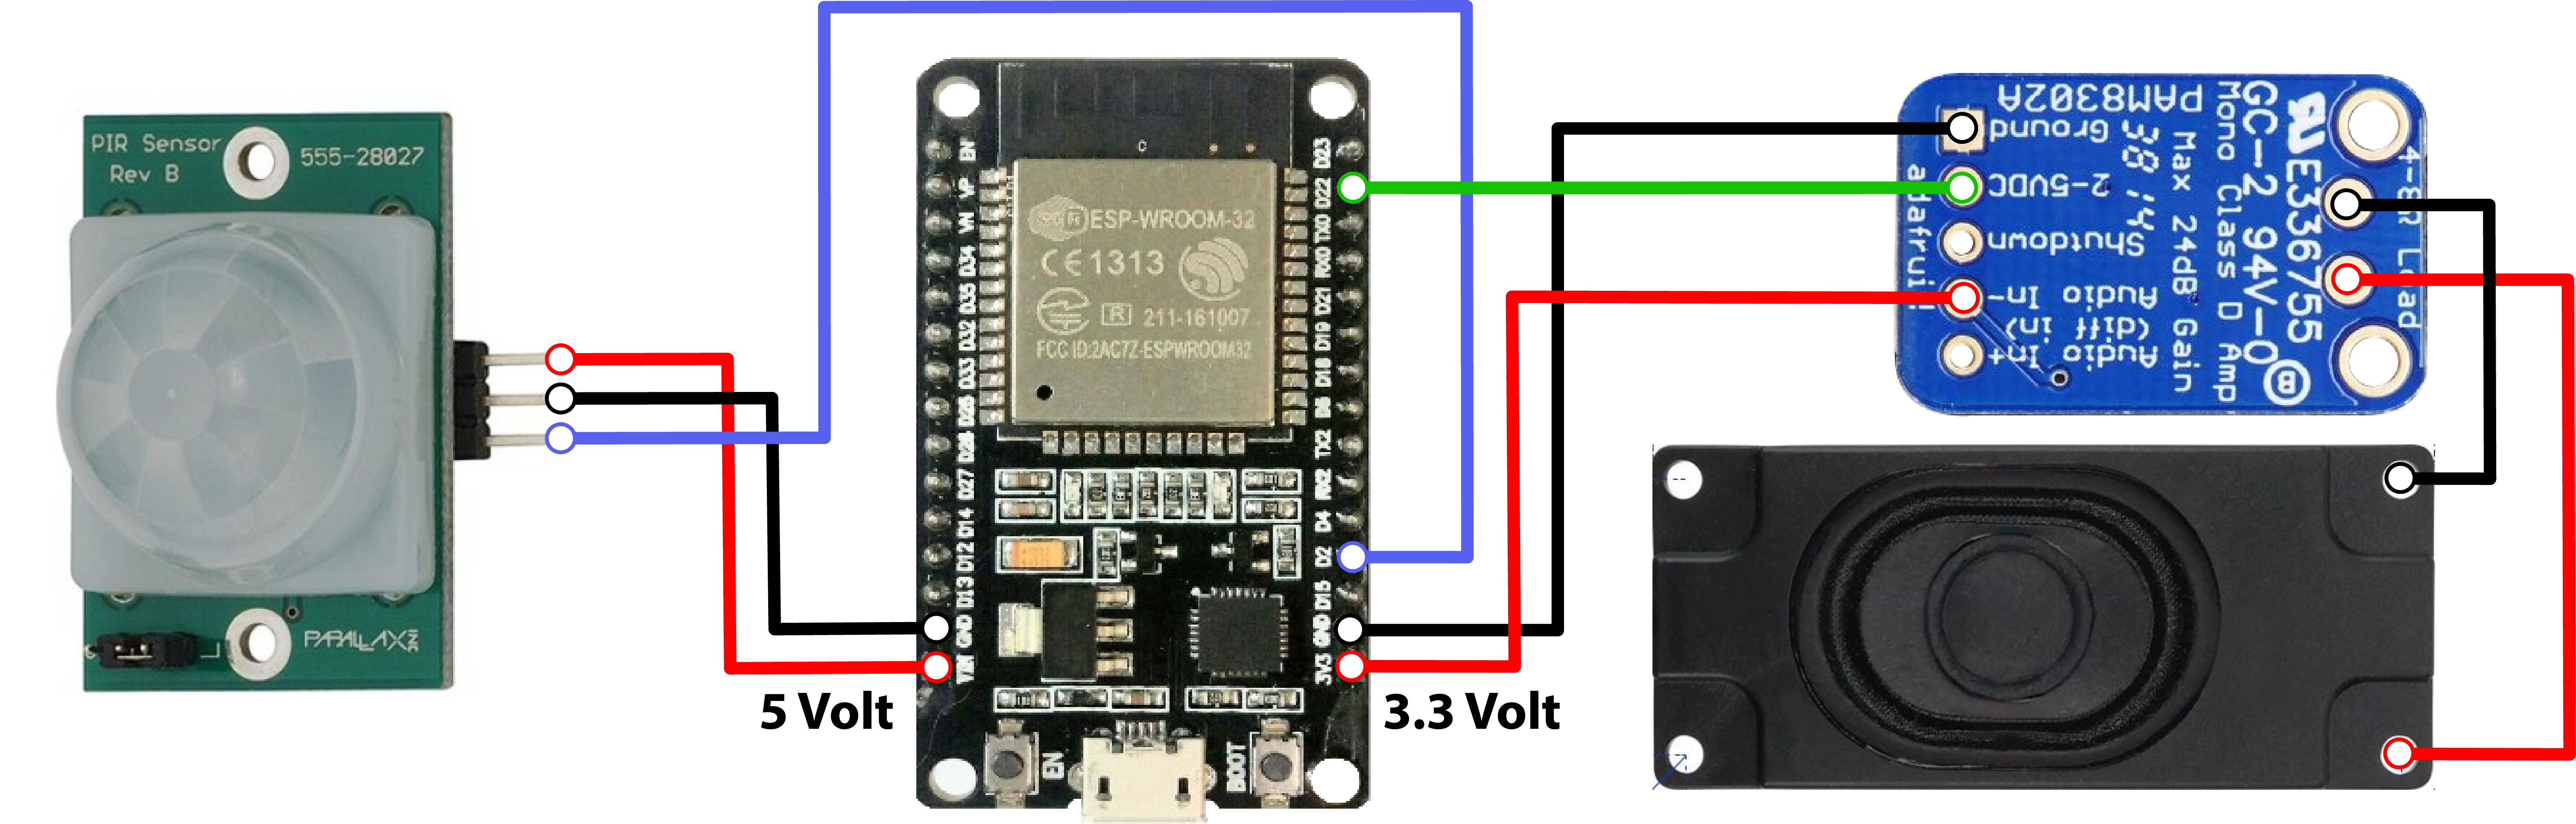 PIR Sensor
Rev B
555-28027
PARALLAX INC
5 Volt
EN
VP
VN
D34
D35
D32
D33
D25
D26
D27
D14
D12
D13
GND
VIN
ESP-WROOM-32
CE1313
R 211-161007
FCC ID:2AC7Z-ESPWROOM32
EN
BOOT
D23
D22
TX0
RX0
D21
D19
D18
D5
TX2
RX2
D4
D2
D15
GND
3V3
3.3 Volt
PAM8302A
Ground
2-5VDC
Shutdown
Audio In-
(diff in)
Audio In+
adafruit
38 14
Max 24dB Gain
Mono Class D Amp
GC-2 94V-0
E336755
4-8Ω Load